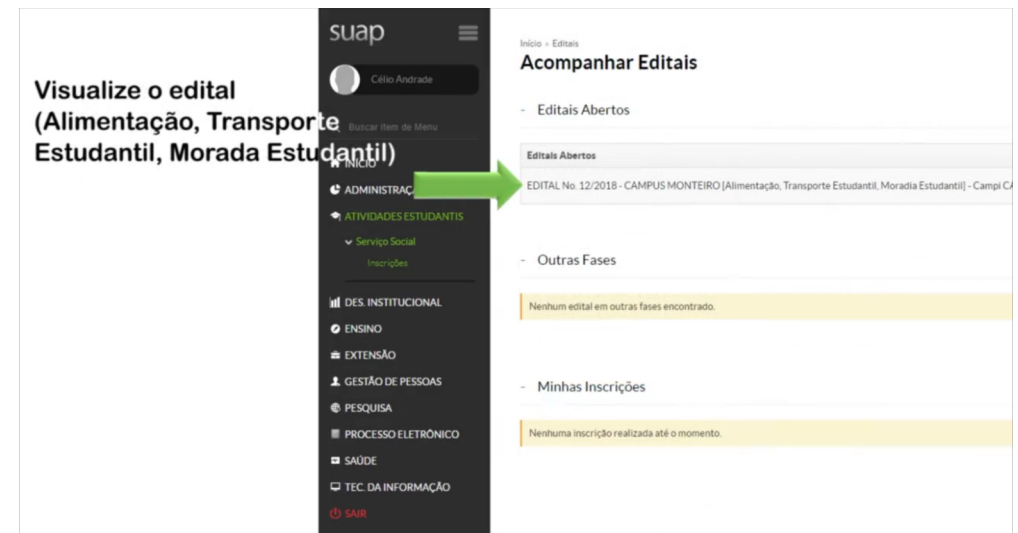 Visualize o edital
(Alimentação, Transporte
Estudantil, Morada Estudantil)
suap
Célio Andrade
Buscar Item de Menu
INÍCIO
ATIVIDADES ESTUDANTIS
Serviço Social
Inscrições
DES. INSTITUCIONAL
ENSINO
EXTENSÃO
GESTÃO DE PESSOAS
PESQUISA
PROCESSO ELETRÔNICO
SAÚDE
TEC. DA INFORMAÇÃO
SAIR
Início » Editais
Acompanhar Editais
- Editais Abertos
Editais Abertos
EDITAL No. 12/2018 - CAMPUS MONTEIRO [Alimentação, Transporte Estudantil, Moradia Estudantil] - Campi
- Outras Fases
Nenhum edital em outras fases encontrado.
- Minhas Inscrições
Nenhuma inscrição realizada até o momento.